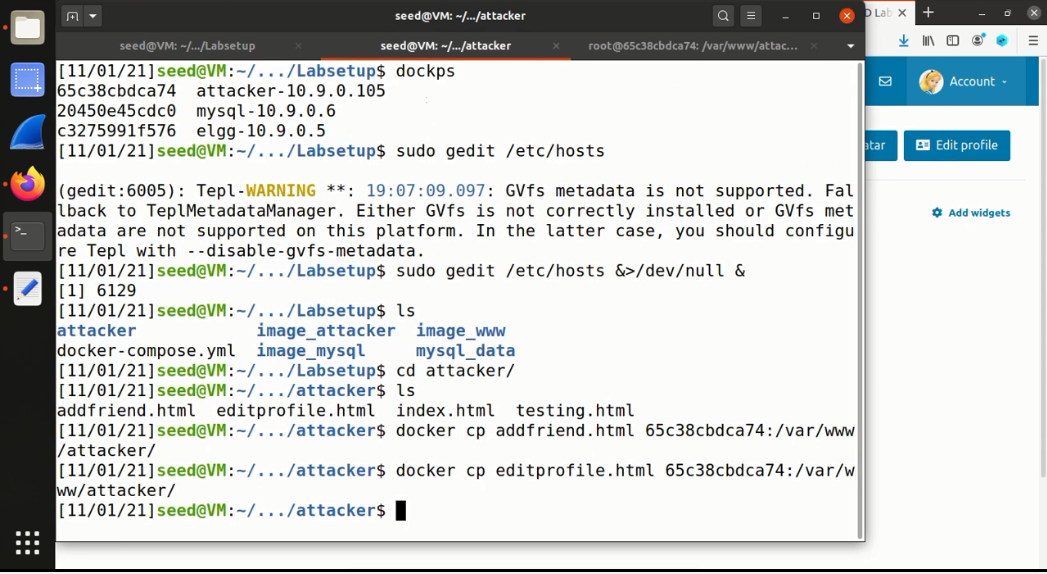 seed@VM: ~/.../attacker
seed@VM: ~/.../Labsetup
seed@VM: ~/.../attacker
root@65c38cbdca74: /var/www/attac...
D Lab
[11/01/21]seed@VM:~/.../Labsetup$ dockps
65c38cbdca74  attacker-10.9.0.105
20450e45cdc0  mysql-10.9.0.6
c3275991f576  elgg-10.9.0.5
[11/01/21]seed@VM:~/.../Labsetup$ sudo gedit /etc/hosts
(gedit:6005): Tepl-WARNING **: 19:07:09.097: GVfs metadata is not supported. Fal
lback to TeplMetadataManager. Either GVfs is not correctly installed or GVfs met
adata are not supported on this platform. In the latter case, you should configu
re Tepl with --disable-gvfs-metadata.
[11/01/21]seed@VM:~/.../Labsetup$ sudo gedit /etc/hosts &>/dev/null &
[1] 6129
[11/01/21]seed@VM:~/.../Labsetup$ ls
attacker            image_attacker  image_www
docker-compose.yml  image_mysql     mysql_data
[11/01/21]seed@VM:~/.../Labsetup$ cd attacker/
[11/01/21]seed@VM:~/.../attacker$ ls
addfriend.html  editprofile.html  index.html  testing.html
[11/01/21]seed@VM:~/.../attacker$ docker cp addfriend.html 65c38cbdca74:/var/www
/attacker/
[11/01/21]seed@VM:~/.../attacker$ docker cp editprofile.html 65c38cbdca74:/var/w
ww/attacker/
[11/01/21]seed@VM:~/.../attacker$
Account
atar
Edit profile
Add widgets